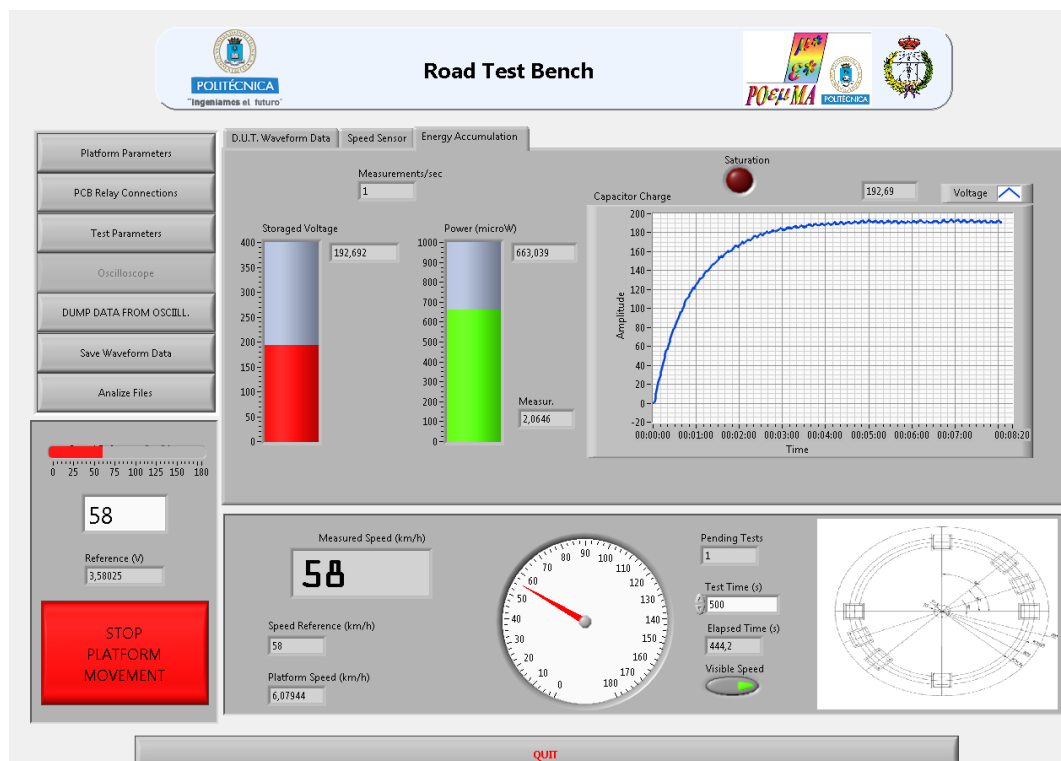 POLITÉCNICA
"Ingeniamos el futuro"
Road Test Bench
POεμMA
POLITÉCNICA
Platform Parameters
PCB Relay Connections
Test Parameters
Oscilloscope
DUMP DATA FROM OSCIILL.
Save Waveform Data
Analize Files
D.U.T. Waveform Data
Speed Sensor
Energy Accumulation
Measurements/sec
1
Storaged Voltage
192,692
400
350
300
250
200
150
100
50
0
Power (microW)
663,039
1000
900
800
700
600
500
400
300
200
100
0
Measur.
2,0646
Saturation
Capacitor Charge
192,69
Voltage
Amplitude
200
180
160
140
120
100
80
60
40
20
0
-20
00:00:00 00:01:00 00:02:00 00:03:00 00:04:00 00:05:00 00:06:00 00:07:00 00:08:20
Time
0 25 50 75 100 125 150 180
58
Reference (V)
3,58025
STOP
PLATFORM
MOVEMENT
Measured Speed (km/h)
58
Speed Reference (km/h)
58
Platform Speed (km/h)
6,07944
0
10
20
30
40
50
60
70
80
90
100
110
120
130
140
150
160
170
180
Pending Tests
1
Test Time (s)
500
Elapsed Time (s)
444,2
Visible Speed
QUIT